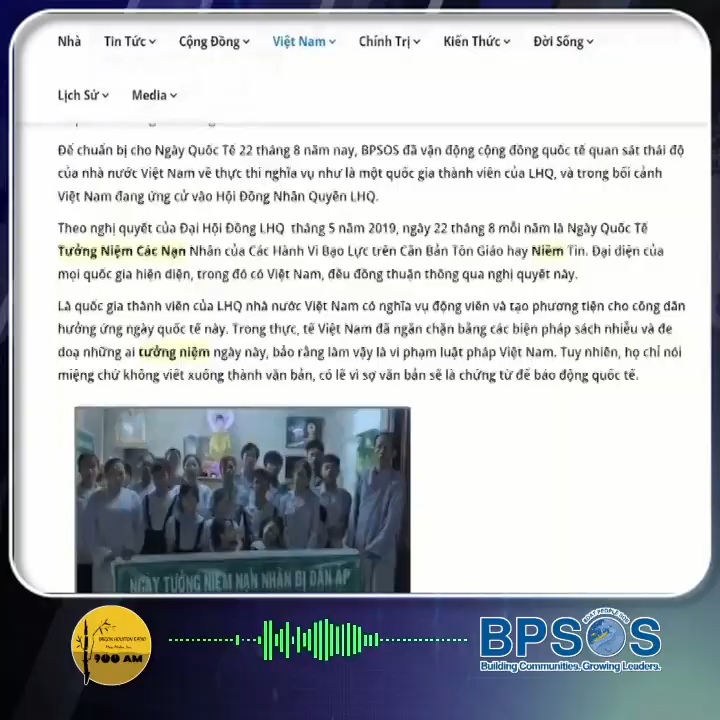 Nhà Tin Tức Cộng Đồng Việt Nam Chính Trị Kiến Thức Đời Sống
Lịch Sử Media
Để chuẩn bị cho Ngày Quốc Tế 22 tháng 8 năm nay, BPSOS đã vận động cộng đồng quốc tế quan sát thái độ
của nhà nước Việt Nam về thực thi nghĩa vụ như là một quốc gia thành viên của LHQ, và trong bối cảnh
Việt Nam đang ứng cử vào Hội Đồng Nhân Quyền LHQ.
Theo nghị quyết của Đại Hội Đồng LHQ tháng 5 năm 2019, ngày 22 tháng 8 mỗi năm là Ngày Quốc Tế
Tưởng Niệm Các Nạn Nhân của Các Hành Vi Bạo Lực trên Căn Bản Tôn Giáo hay Niềm Tin. Đại diện của
mọi quốc gia hiện diện, trong đó có Việt Nam, đều đồng thuận thông qua nghị quyết này.
Là quốc gia thành viên của LHQ nhà nước Việt Nam có nghĩa vụ động viên và tạo phương tiện cho công dân
hưởng ứng ngày quốc tế này. Trong thực, tế Việt Nam đã ngăn chặn bằng các biện pháp sách nhiễu và đe
doạ những ai tưởng niệm ngày này, bảo rằng làm vậy là vi phạm luật pháp Việt Nam. Tuy nhiên, họ chỉ nói
miệng chứ không viết xuống thành văn bản, có lẽ vì sợ văn bản sẽ là chứng từ để báo động quốc tế.
NGÀY TƯỞNG NIỆM NẠN NHÂN BỊ ĐÀN ÁP
SAIGON HOUSTON RADIO
900 AM
BOAT PEOPLE SOS
BPSOS
Building Communities. Growing Leaders.